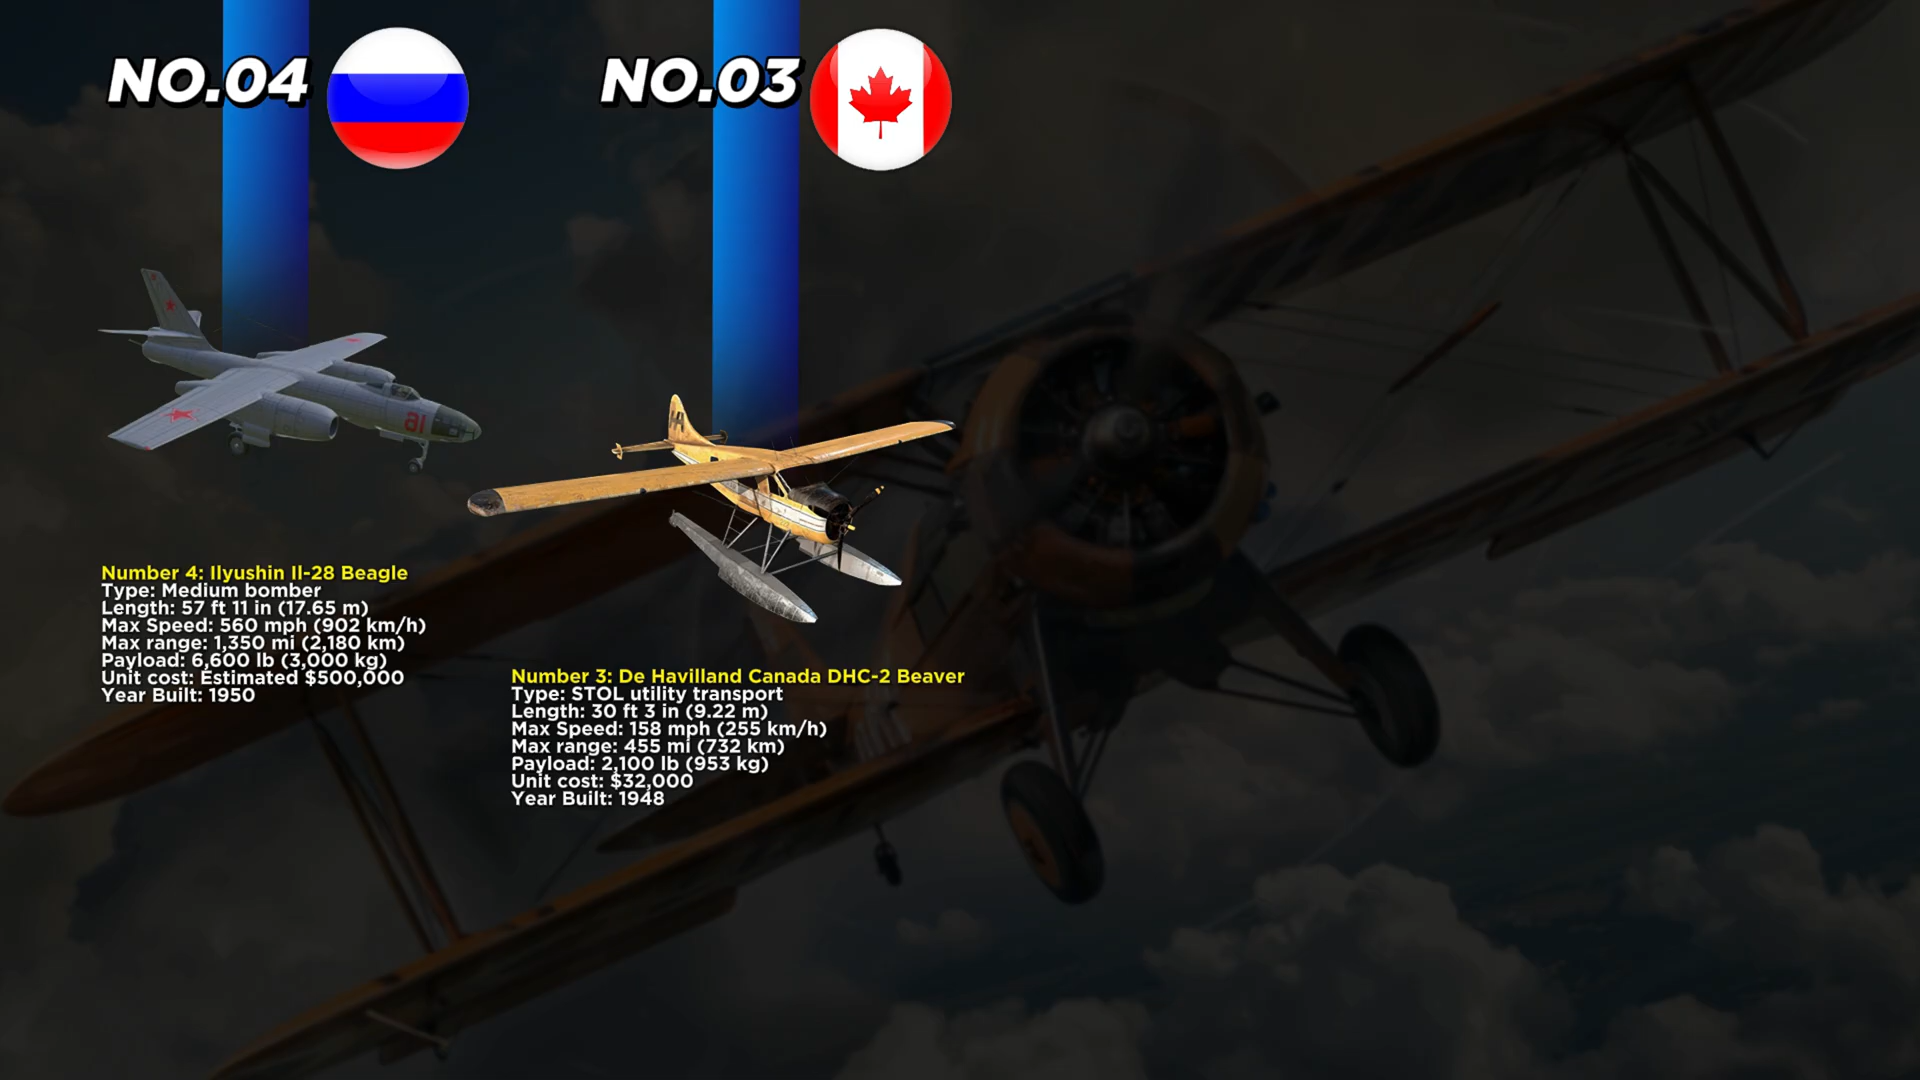 NO.04
NO.03
a1
Number 4: Ilyushin Il-28 Beagle
Type: Medium bomber
Length: 57 ft 11 in (17.65 m)
Max Speed: 560 mph (902 km/h)
Max range: 1,350 mi (2,180 km)
Payload: 6,600 lb (3,000 kg)
Unit cost: Estimated $500,000
Year Built: 1950
Number 3: De Havilland Canada DHC-2 Beaver
Type: STOL utility transport
Length: 30 ft 3 in (9.22 m)
Max Speed: 158 mph (255 km/h)
Max range: 455 mi (732 km)
Payload: 2,100 lb (953 kg)
Unit cost: $32,000
Year Built: 1948